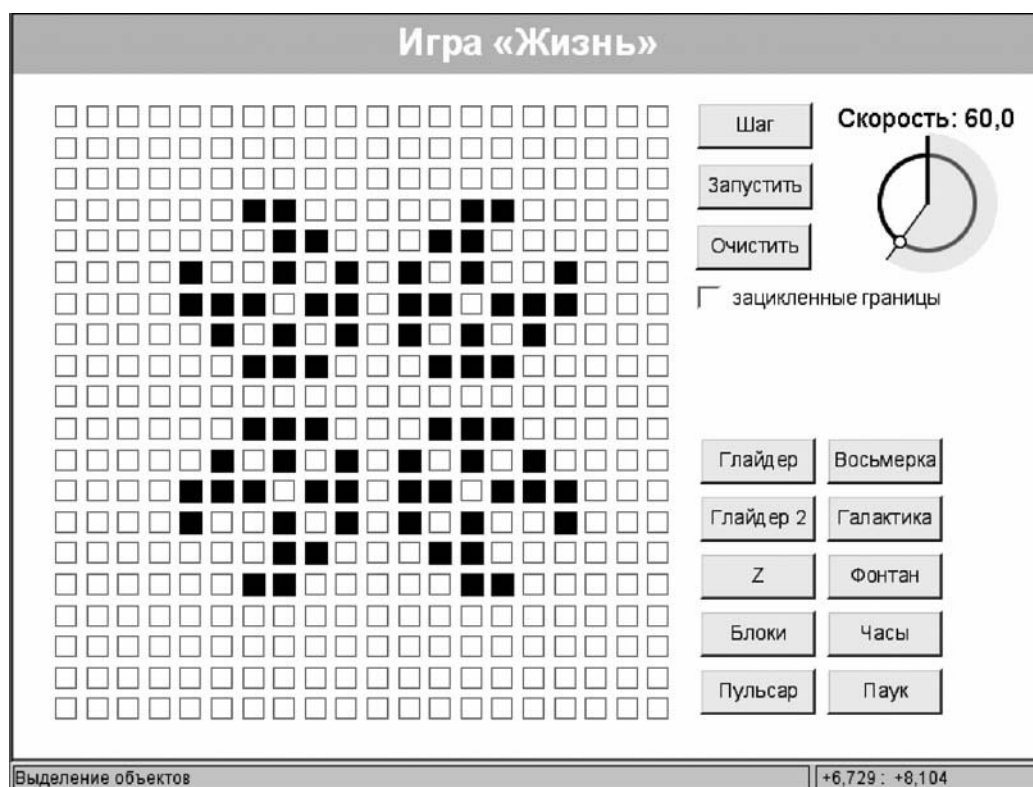 Игра «Жизнь»
Шаг
Скорость: 60,0
Запустить
Очистить
зацикленные границы
Глайдер
Восьмерка
Глайдер 2
Галактика
Z
Фонтан
Блоки
Часы
Пульсар
Паук
Выделение объектов
+6,729 : +8,104